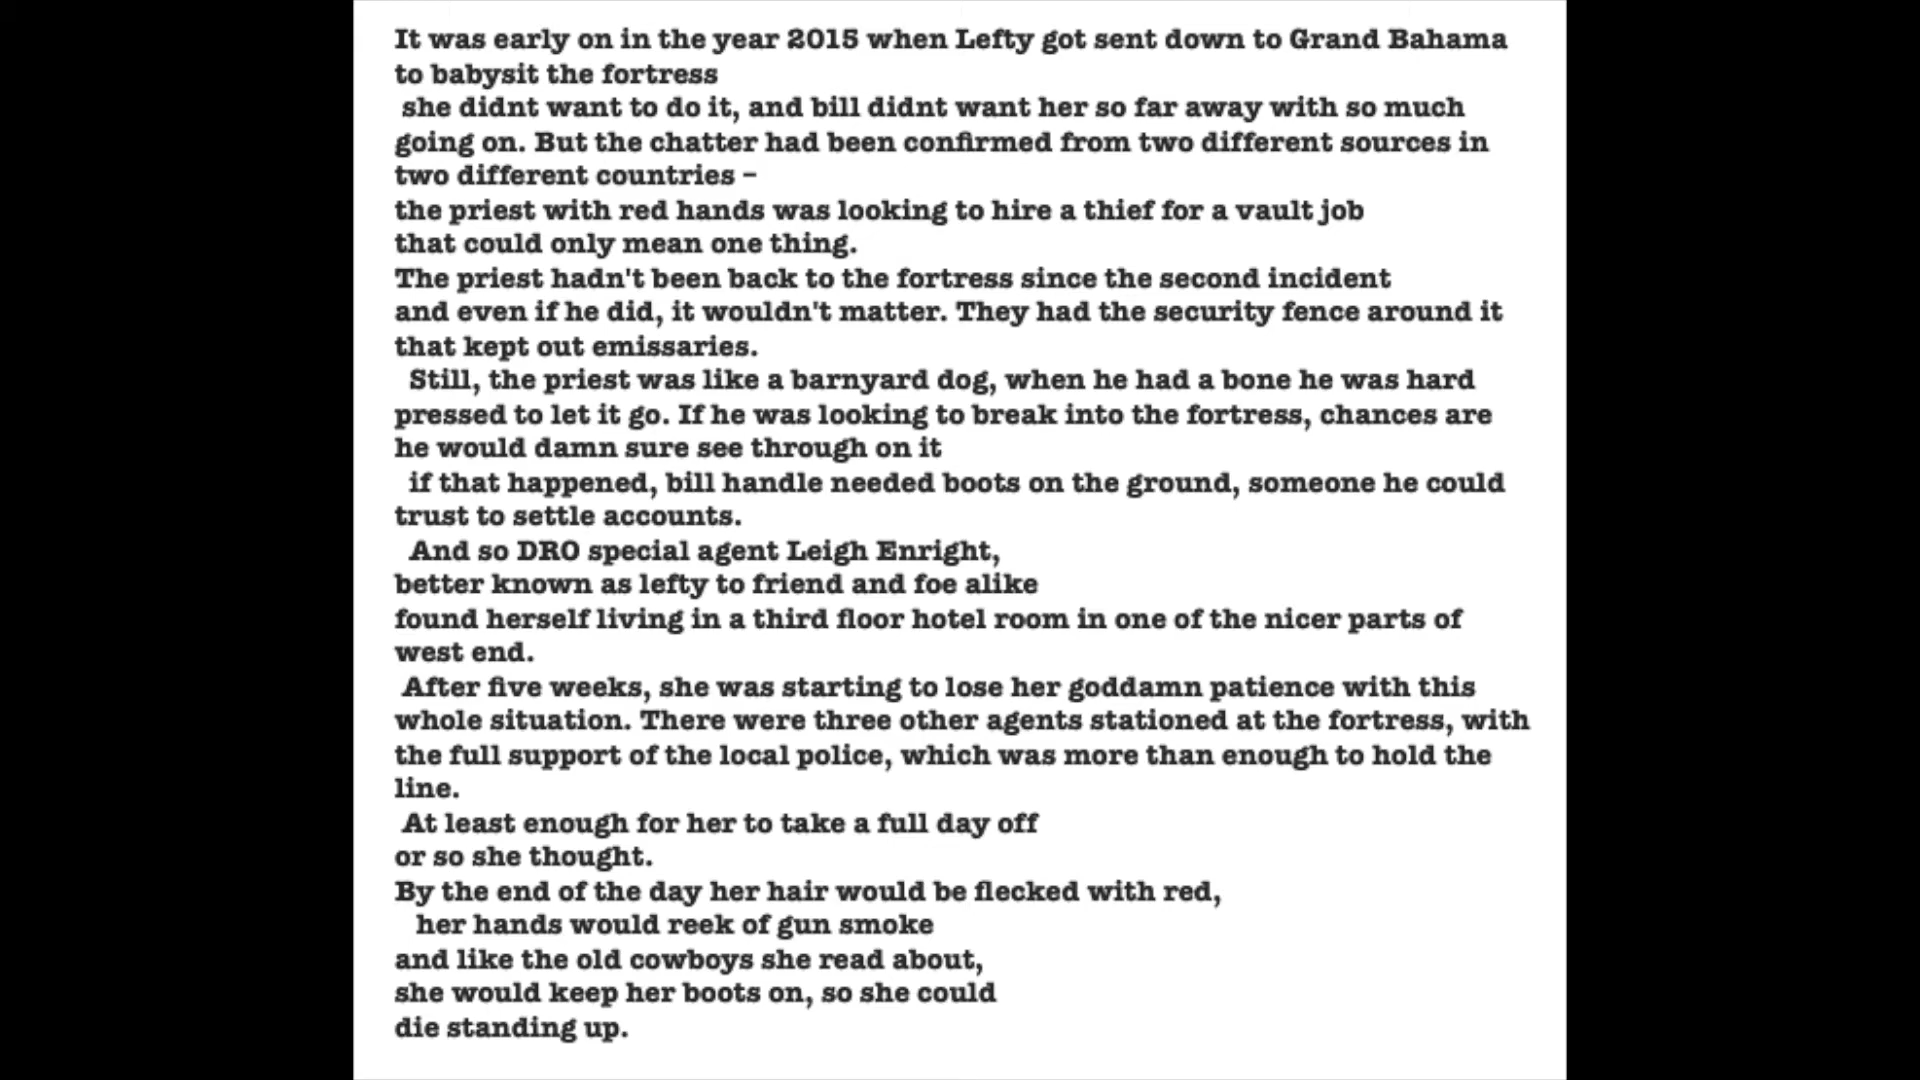 It was early on in the year 2015 when Lefty got sent down to Grand Bahama
to babysit the fortress
she didnt want to do it, and bill didnt want her so far away with so much
going on. But the chatter had been confirmed from two different sources in
two different countries –
the priest with red hands was looking to hire a thief for a vault job
that could only mean one thing.
The priest hadn't been back to the fortress since the second incident
and even if he did, it wouldn't matter. They had the security fence around it
that kept out emissaries.
Still, the priest was like a barnyard dog, when he had a bone he was hard
pressed to let it go. If he was looking to break into the fortress, chances are
he would damn sure see through on it
if that happened, bill handle needed boots on the ground, someone he could
trust to settle accounts.
And so DRO special agent Leigh Enright,
better known as lefty to friend and foe alike
found herself living in a third floor hotel room in one of the nicer parts of
west end.
After five weeks, she was starting to lose her goddamn patience with this
whole situation. There were three other agents stationed at the fortress, with
the full support of the local police, which was more than enough to hold the
line.
At least enough for her to take a full day off
or so she thought.
By the end of the day her hair would be flecked with red,
her hands would reek of gun smoke
and like the old cowboys she read about,
she would keep her boots on, so she could
die standing up.